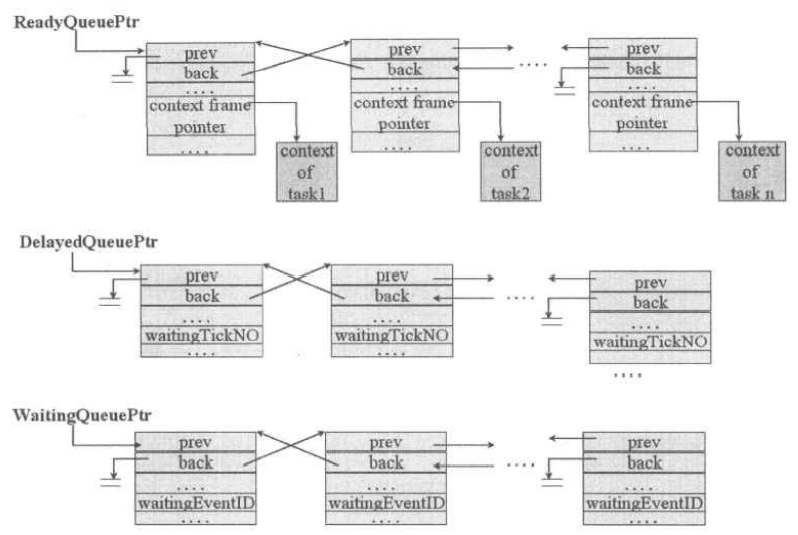 ReadyQueuePtr
prev prev prev
back back .... back
.... .... ....
context frame context frame context frame
pointer pointer pointer
.... .... ....
context context context
of of of
task1 task2 task n
DelayedQueuePtr
prev prev prev
back back .... back
.... .... ....
waitingTickNO waitingTickNO waitingTickNO
.... .... ....
WaitingQueuePtr
prev prev prev
back back .... back
.... .... ....
waitingEventID waitingEventID waitingEventID
.... .... ....